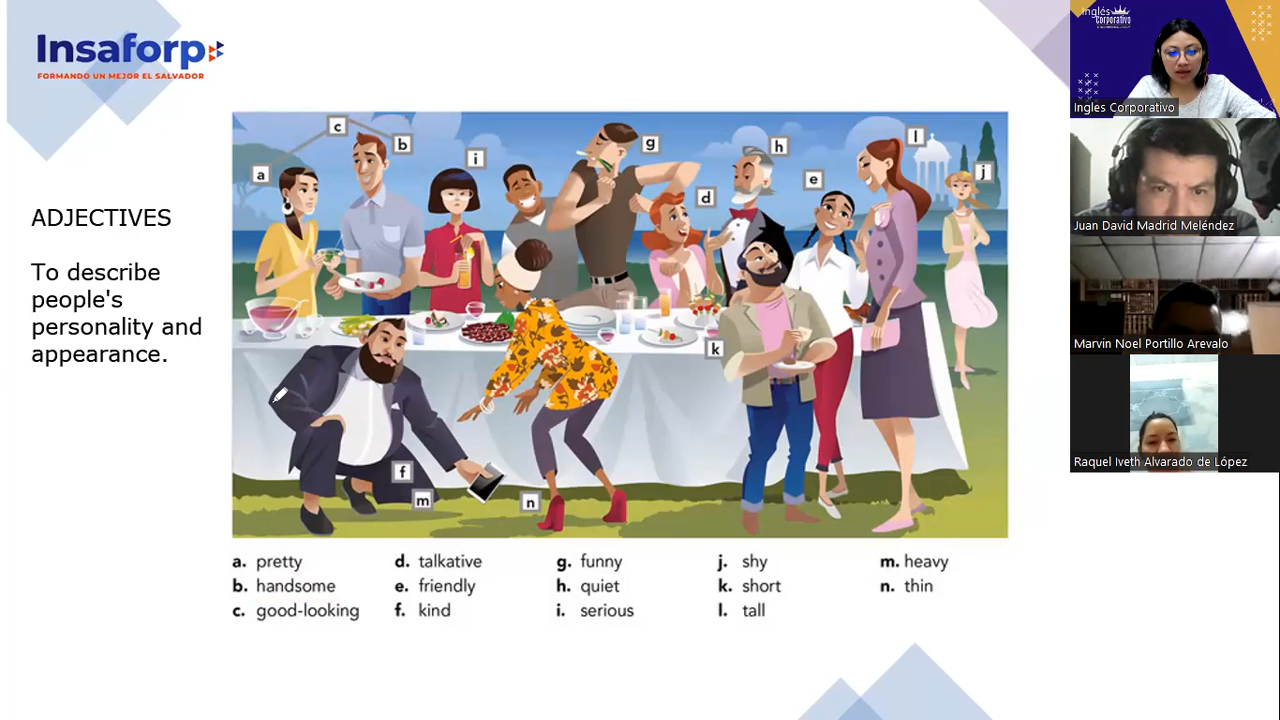 Insaforp
FORMANDO UN MEJOR EL SALVADOR
ADJECTIVES
To describe
people's
personality and
appearance.
a
c
b
i
g
d
h
e
l
j
k
f
m
n
a. pretty
b. handsome
c. good-looking
d. talkative
e. friendly
f. kind
g. funny
h. quiet
i. serious
j. shy
k. short
l. tall
m. heavy
n. thin
Inglés
Corporativo
Ingles Corporativo
Juan David Madrid Meléndez
Marvin Noel Portillo Arevalo
Raquel Iveth Alvarado de López